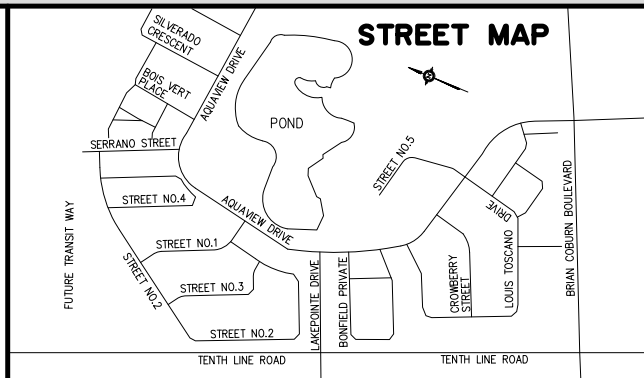 STREET MAP
SILVERADO
CRESCENT
BOIS VERT
PLACE
AQUAVIEW DRIVE
POND
SERRANO STREET
STREET NO.5
STREET NO.4
AQUAVIEW DRIVE
DRIVE
FUTURE TRANSIT WAY
STREET NO.1
STREET NO.2
STREET NO.3
STREET NO.2
LAKEPOINTE DRIVE
BONFIELD PRIVATE
CROWBERRY
STREET
LOUIS TOSCANO
BRIAN COBURN BOULEVARD
TENTH LINE ROAD
TENTH LINE ROAD